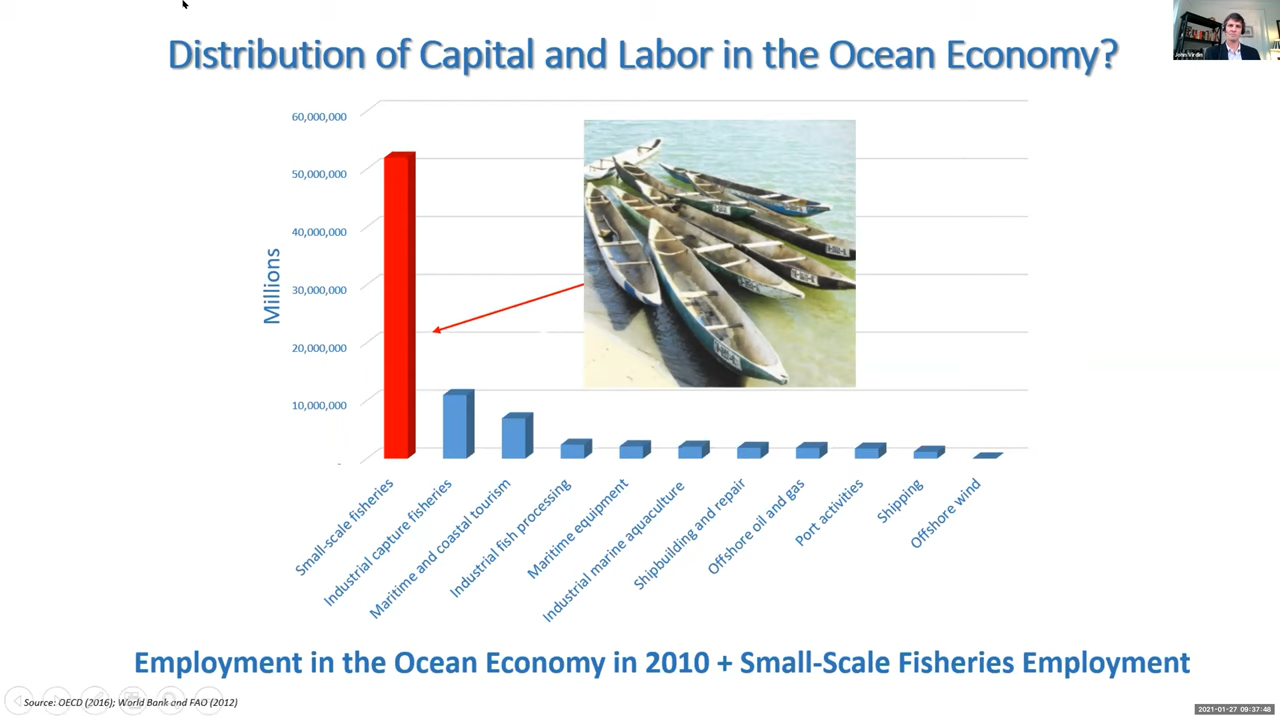 Distribution of Capital and Labor in the Ocean Economy?
John Virdin
60,000,000
50,000,000
40,000,000
30,000,000
20,000,000
10,000,000
-
Millions
Small-scale fisheries
Industrial capture fisheries
Maritime and coastal tourism
Industrial fish processing
Maritime equipment
Industrial marine aquaculture
Shipbuilding and repair
Offshore oil and gas
Port activities
Shipping
Offshore wind
Employment in the Ocean Economy in 2010 + Small-Scale Fisheries Employment
Source: OECD (2016); World Bank and FAO (2012)
2021-01-27 09:37:48